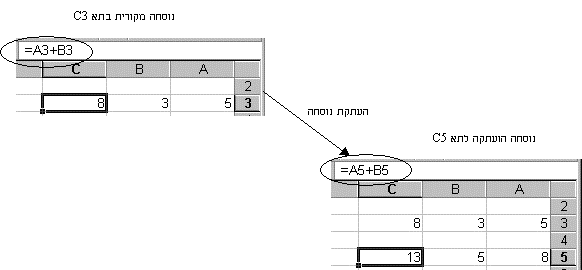 נוסחה מקורית בתא C3
=A3+B3
C B A
2
8 3 5 3
העתקת נוסחה
נוסחה הועתקה לתא C5
=A5+B5
C B A
2
8 3 5 3
4
13 5 8 5